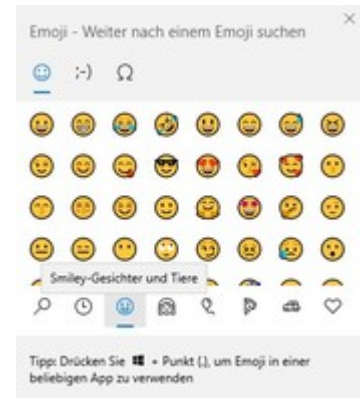 Emoji - Weiter nach einem Emoji suchen
;-)
Ω
Smiley-Gesichter und Tiere
Tipp: Drücken Sie + Punkt (.), um Emoji in einer
beliebigen App zu verwenden